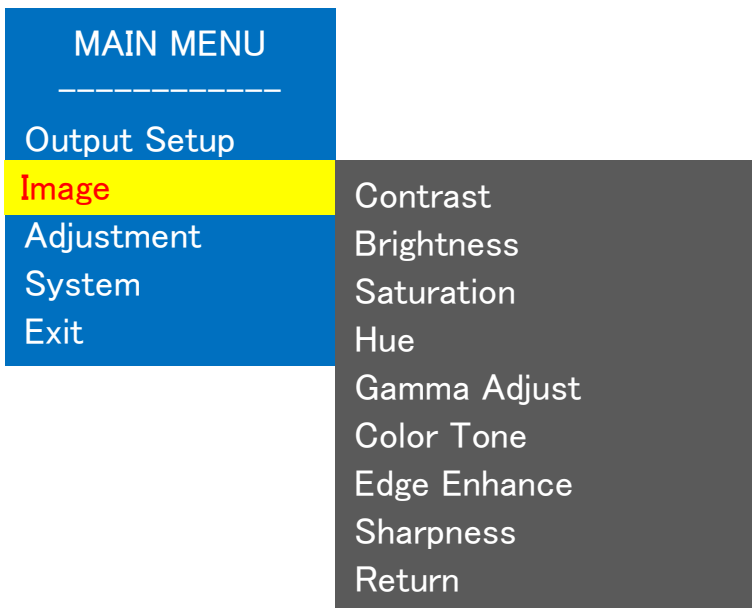 MAIN MENU
------------
Output Setup
Image
Adjustment
System
Exit
Contrast
Brightness
Saturation
Hue
Gamma Adjust
Color Tone
Edge Enhance
Sharpness
Return